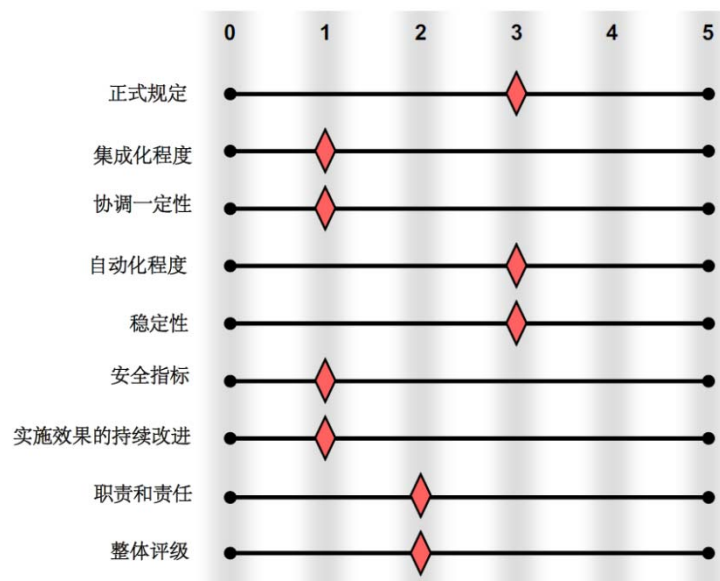 0 1 2 3 4 5
正式规定
集成化程度
协调一定性
自动化程度
稳定性
安全指标
实施效果的持续改进
职责和责任
整体评级